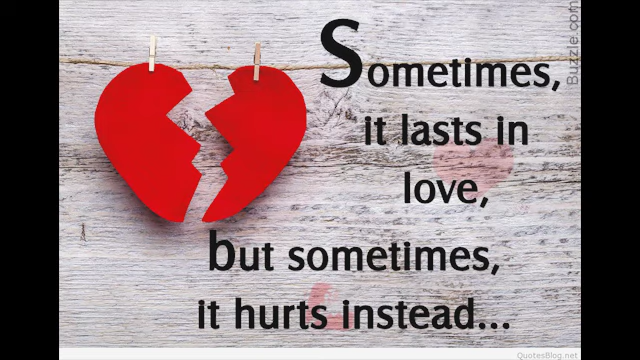 Sometimes,
it lasts in
love,
but sometimes,
it hurts instead...
Buzzle.com
QuotesBlog.net